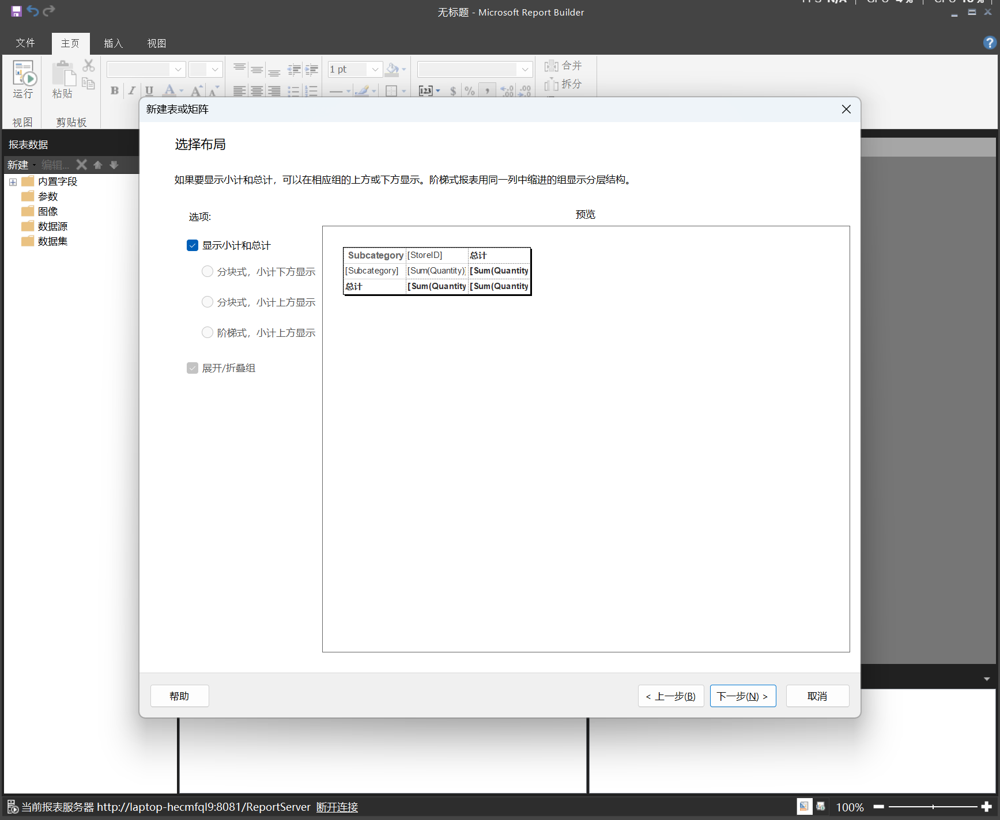 无标题 - Microsoft Report Builder
文件
主页
插入
视图
运行
视图
粘贴
剪贴板
B I U A A A
1 pt
[123] $ % ,
合并
拆分
新建表或矩阵
选择布局
如果要显示小计和总计，可以在相应组的上方或下方显示。阶梯式报表用同一列中缩进的组显示分层结构。
报表数据
新建
编辑...
内置字段
参数
图像
数据源
数据集
选项:
显示小计和总计
分块式，小计下方显示
分块式，小计上方显示
阶梯式，小计上方显示
展开/折叠组
预览
Subcategory [StoreID] 总计
[Subcategory] [Sum(Quantity)] [Sum(Quantity
总计 [Sum(Quantity [Sum(Quantity
帮助
< 上一步(B)
下一步(N) >
取消
当前报表服务器 http://laptop-hecmfql9:8081/ReportServer 断开连接
100%